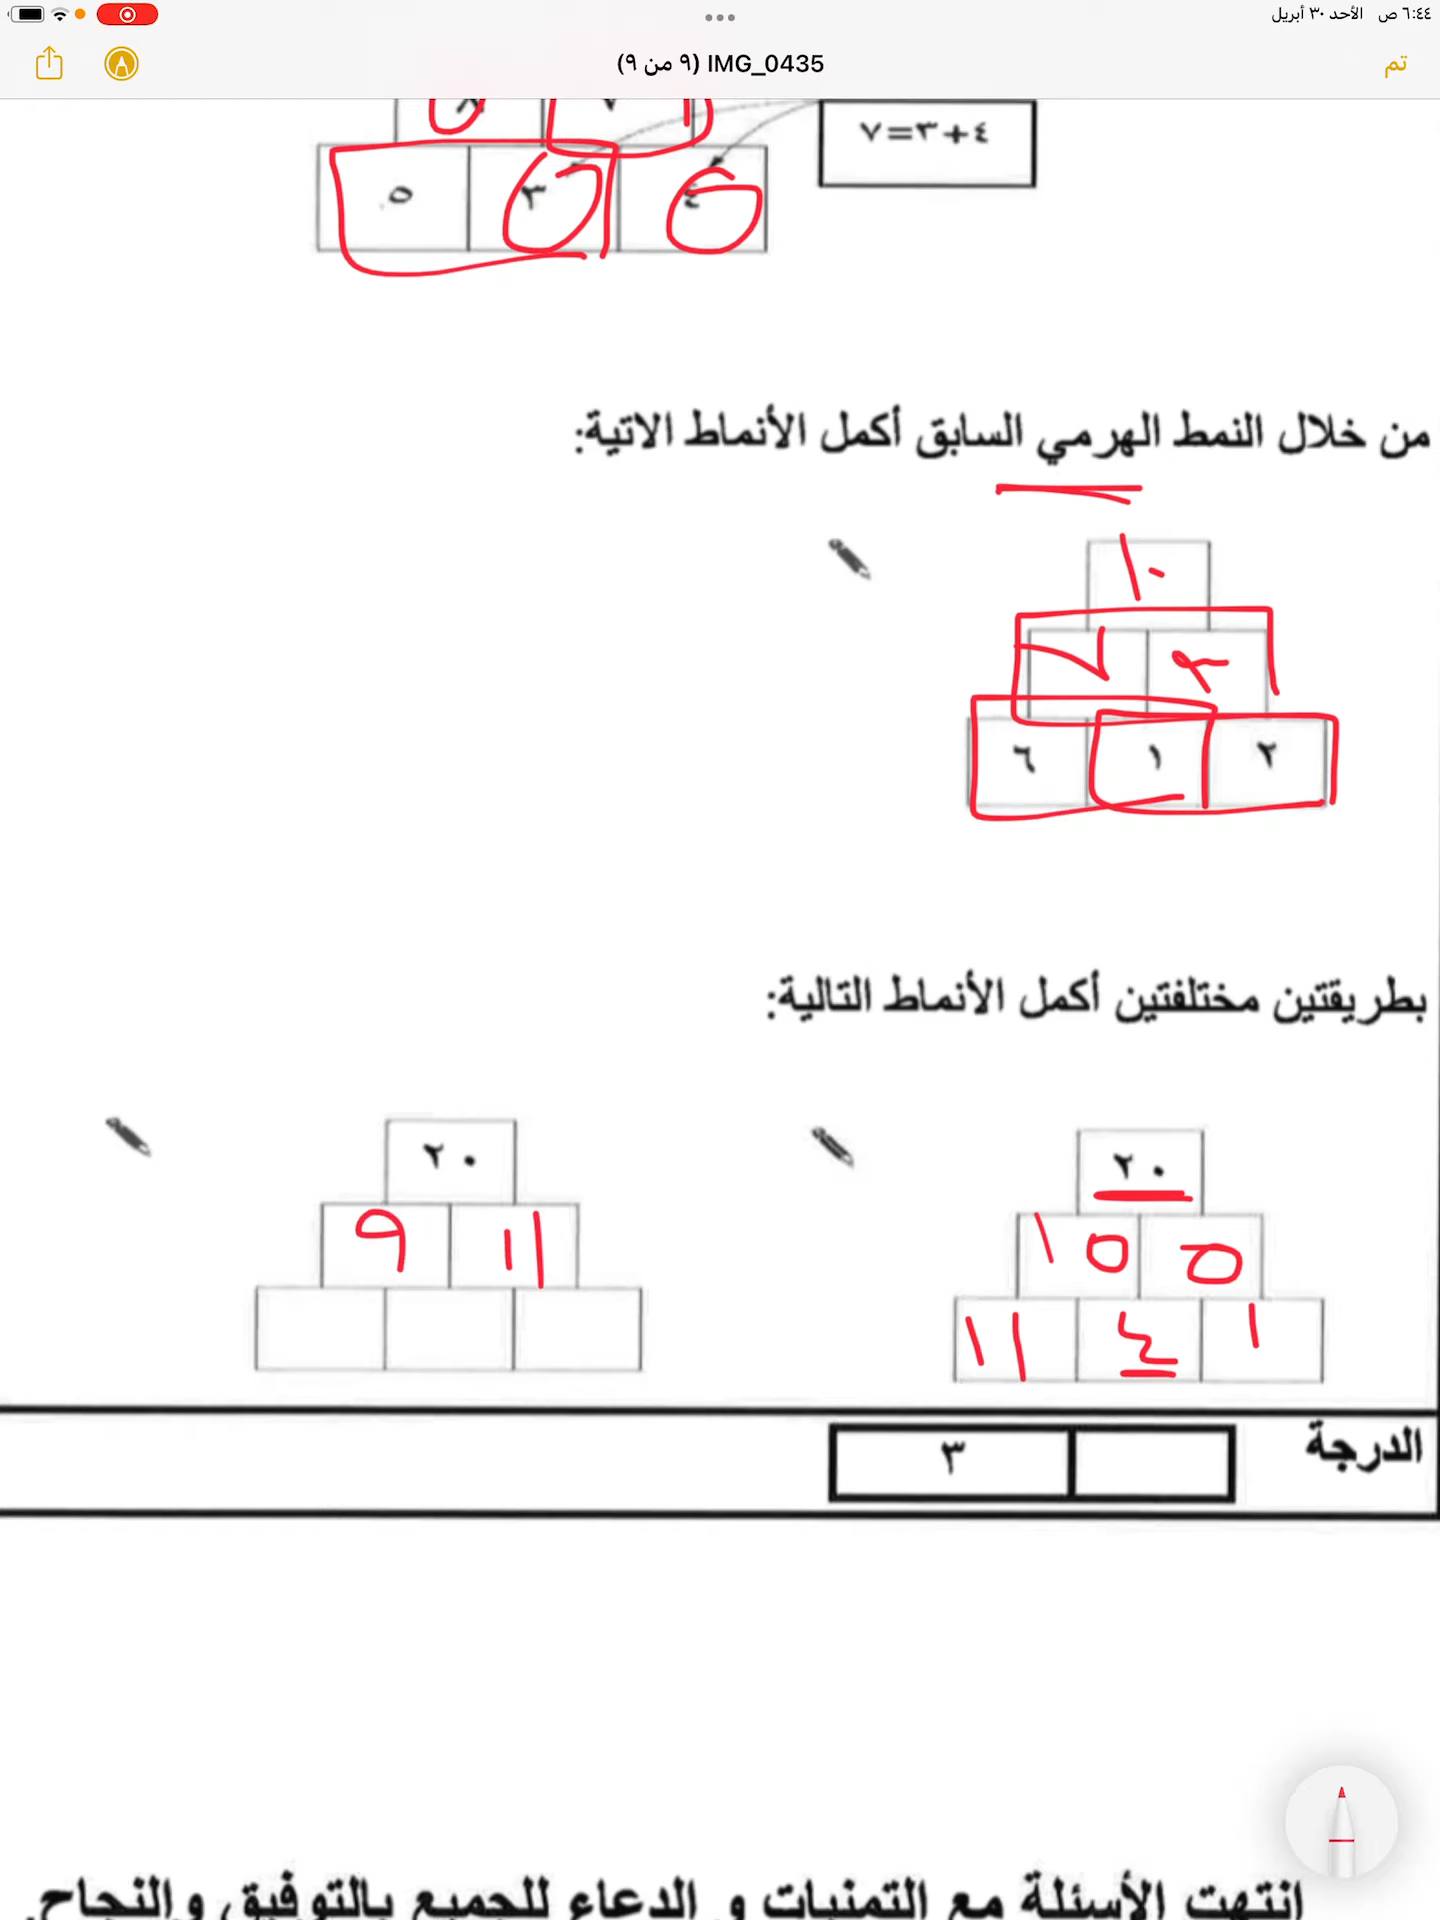 ٦:٤٤ ص الأحد ٣٠ أبريل
IMG_0435 (٩ من ٩)
تم
٤+٣=٧
٥ ٣ ٤
من خلال النمط الهرمي السابق أكمل الأنماط الاتية:
١٠
٧ ٣
٦ ١ ٢
بطريقتين مختلفتين أكمل الأنماط التالية:
٢٠
١٥ ٥
١١ ٤ ١
٢٠
٩ ١١
الدرجة
٣
انتهت الأسئلة مع التمنيات و الدعاء للجميع بالتوفيق والنجاح.